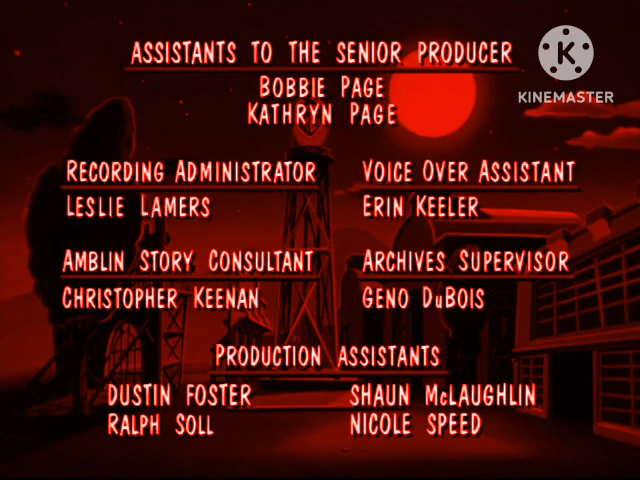 ASSISTANTS TO THE SENIOR PRODUCER
BOBBIE PAGE
KATHRYN PAGE
KINEMASTER
RECORDING ADMINISTRATOR
LESLIE LAMERS
VOICE OVER ASSISTANT
ERIN KEELER
AMBLIN STORY CONSULTANT
CHRISTOPHER KEENAN
ARCHIVES SUPERVISOR
GENO DuBOIS
PRODUCTION ASSISTANTS
DUSTIN FOSTER
RALPH SOLL
SHAUN McLAUGHLIN
NICOLE SPEED